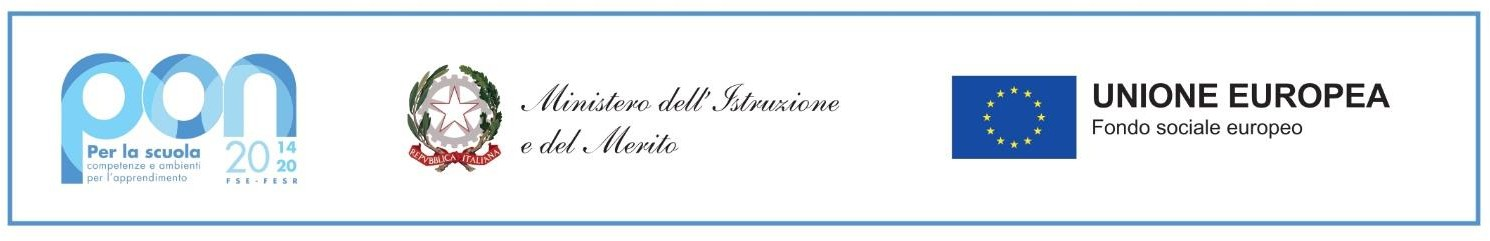 pon
Per la scuola
competenze e ambienti
per l'apprendimento
20 14
20
FSE-FESR
REPVBBLICA ITALIANA
Ministero dell'Istruzione
e del Merito
UNIONE EUROPEA
Fondo sociale europeo